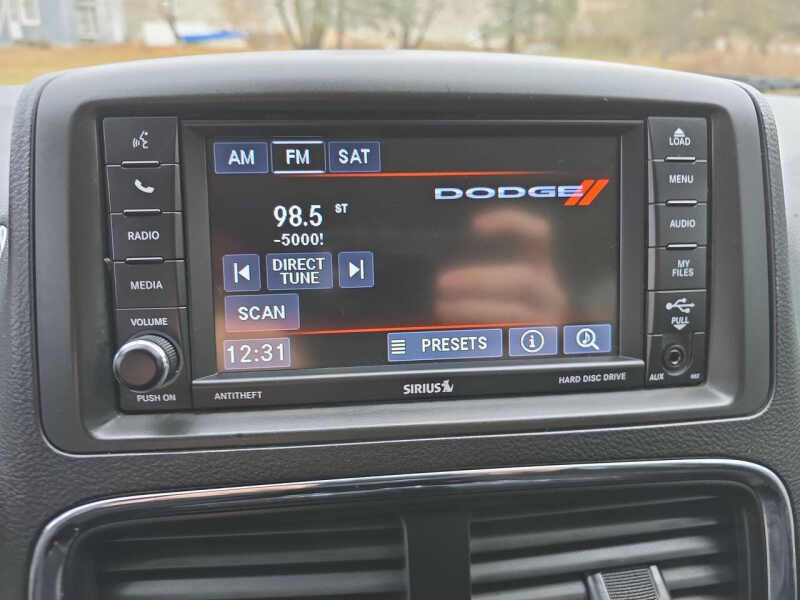 AM FM SAT
DODGE
98.5 ST
-5000!
DIRECT
TUNE
SCAN
12:31
PRESETS
RADIO
MEDIA
VOLUME
PUSH ON
ANTITHEFT
SIRIUS
HARD DISC DRIVE
LOAD
MENU
AUDIO
MY
FILES
PULL
AUX